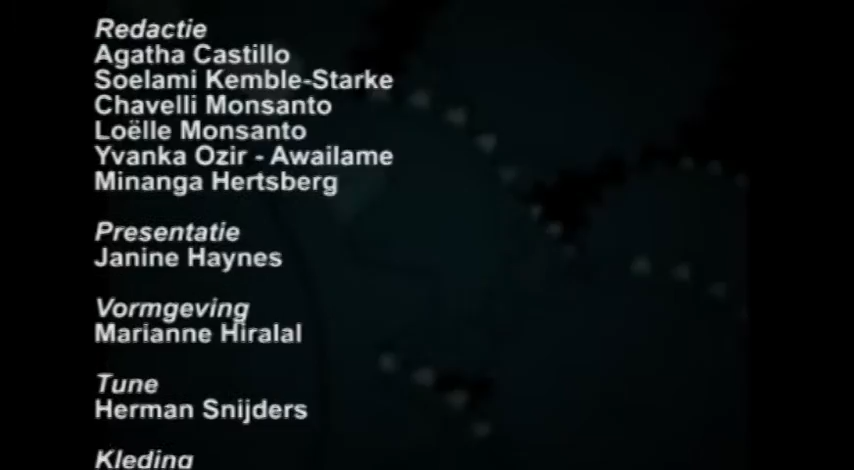 Redactie
Agatha Castillo
Soelami Kemble-Starke
Chavelli Monsanto
Loëlle Monsanto
Yvanka Ozir - Awailame
Minanga Hertsberg
Presentatie
Janine Haynes
Vormgeving
Marianne Hiralal
Tune
Herman Snijders
Kleding